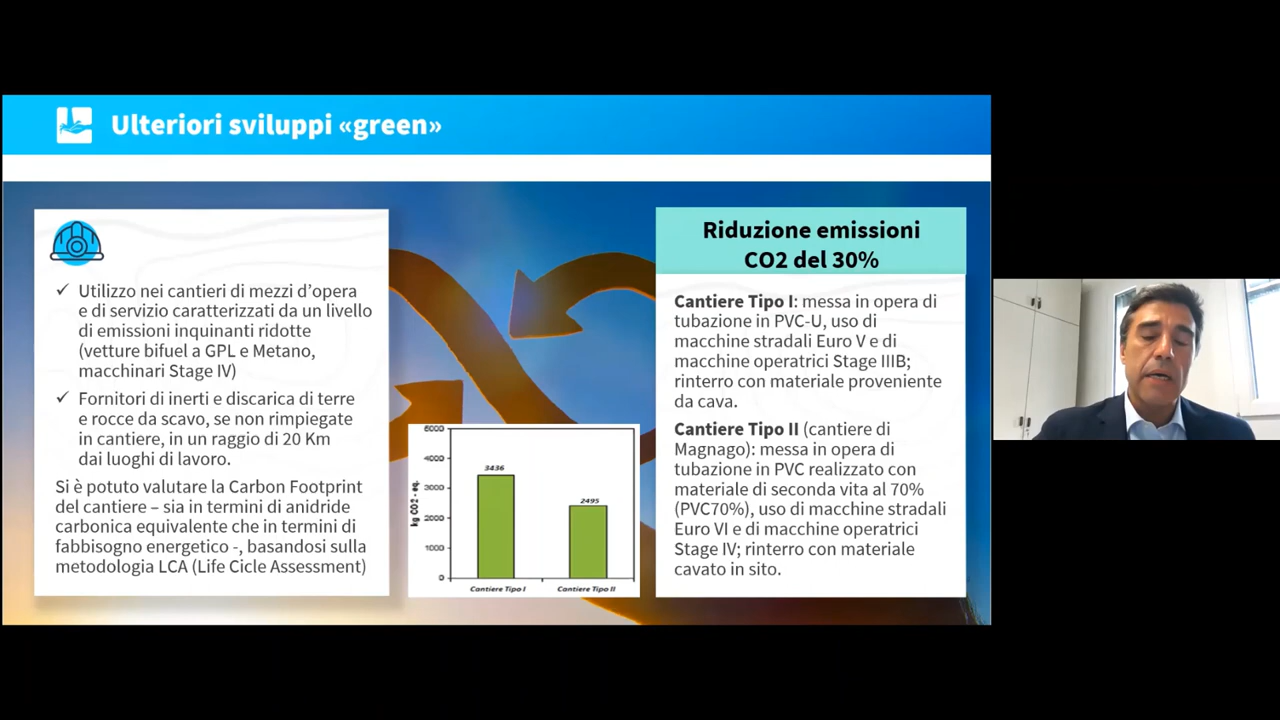 Ulteriori sviluppi «green»
✓ Utilizzo nei cantieri di mezzi d'opera
e di servizio caratterizzati da un livello
di emissioni inquinanti ridotte
(vetture bifuel a GPL e Metano,
macchinari Stage IV)
✓ Fornitori di inerti e discarica di terre
e rocce da scavo, se non rimpiegate
in cantiere, in un raggio di 20 Km
dai luoghi di lavoro.
Si è potuto valutare la Carbon Footprint
del cantiere – sia in termini di anidride
carbonica equivalente che in termini di
fabbisogno energetico -, basandosi sulla
metodologia LCA (Life Cicle Assessment)
kg CO2 - eq.
4000
3000
2000
1000
0
3436
2495
Cantiere Tipo I
Cantiere Tipo II
Riduzione emissioni
CO2 del 30%
Cantiere Tipo I: messa in opera di
tubazione in PVC-U, uso di
macchine stradali Euro V e di
macchine operatrici Stage IIIB;
rinterro con materiale proveniente
da cava.
Cantiere Tipo II (cantiere di
Magnago): messa in opera di
tubazione in PVC realizzato con
materiale di seconda vita al 70%
(PVC70%), uso di macchine stradali
Euro VI e di macchine operatrici
Stage IV; rinterro con materiale
cavato in sito.